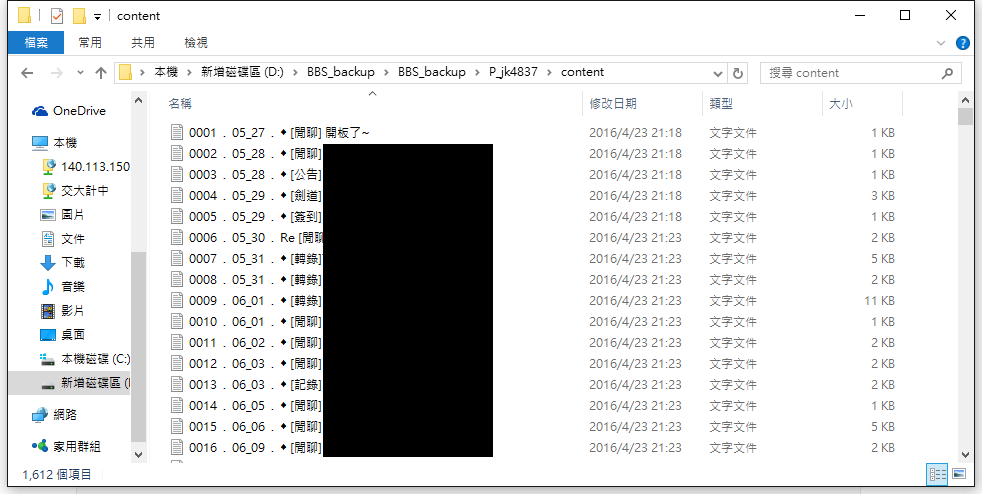 content
檔案 常用 共用 檢視
本機 新增磁碟區 (D:) BBS_backup BBS_backup P_jk4837 content 搜尋 content
OneDrive
本機
140.113.150
交大計中
圖片
文件
下載
音樂
影片
桌面
本機磁碟 (C:)
新增磁碟區 (
網路
家用群組
名稱 修改日期 類型 大小
0001 . 05_27 . ◆ [閒聊] 開板了~ 2016/4/23 21:18 文字文件 1 KB
0002 . 05_28 . ◆ [閒聊] 2016/4/23 21:18 文字文件 1 KB
0003 . 05_28 . ◆ [公告] 2016/4/23 21:18 文字文件 1 KB
0004 . 05_29 . ◆ [劍道] 2016/4/23 21:18 文字文件 3 KB
0005 . 05_29 . ◆ [簽到] 2016/4/23 21:18 文字文件 1 KB
0006 . 05_30 . Re [閒聊 2016/4/23 21:23 文字文件 2 KB
0007 . 05_31 . ◆ [轉錄] 2016/4/23 21:23 文字文件 5 KB
0008 . 05_31 . ◆ [轉錄] 2016/4/23 21:23 文字文件 2 KB
0009 . 06_01 . ◆ [轉錄] 2016/4/23 21:23 文字文件 11 KB
0010 . 06_01 . ◆ [閒聊] 2016/4/23 21:23 文字文件 1 KB
0011 . 06_02 . ◆ [閒聊] 2016/4/23 21:23 文字文件 2 KB
0012 . 06_03 . ◆ [閒聊] 2016/4/23 21:23 文字文件 2 KB
0013 . 06_03 . ◆ [記錄] 2016/4/23 21:23 文字文件 2 KB
0014 . 06_05 . ◆ [閒聊] 2016/4/23 21:23 文字文件 1 KB
0015 . 06_06 . ◆ [閒聊] 2016/4/23 21:23 文字文件 5 KB
0016 . 06_09 . ◆ [閒聊] 2016/4/23 21:23 文字文件 2 KB
1,612 個項目